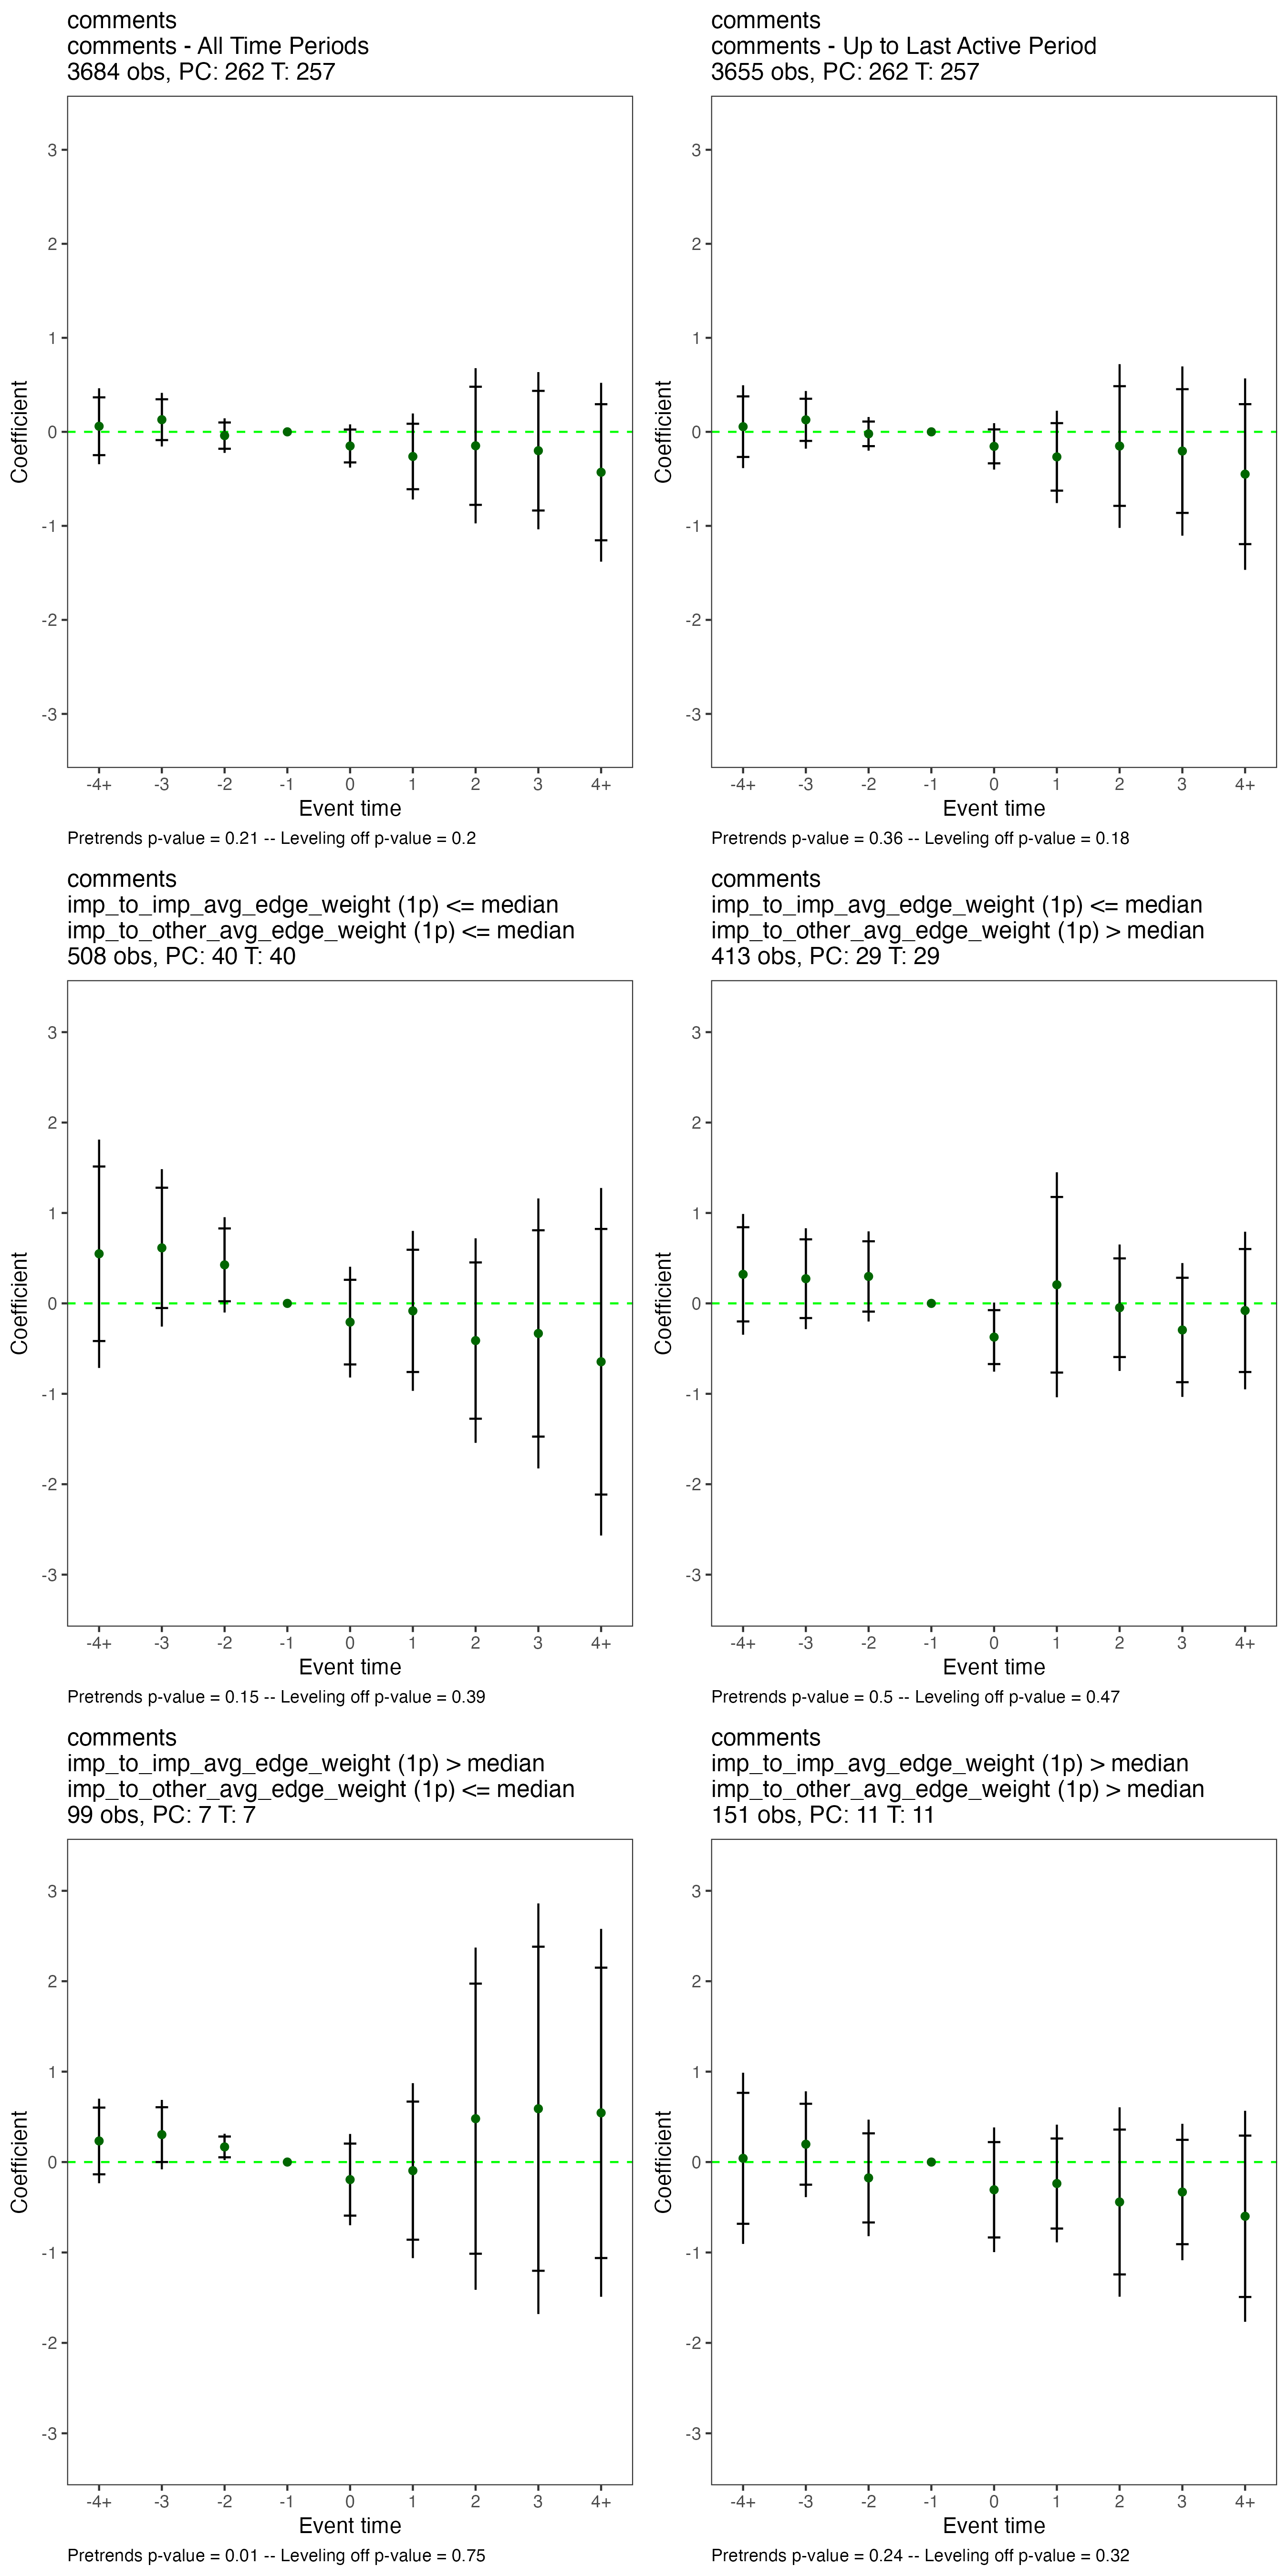 comments
comments - All Time Periods
3684 obs, PC: 262 T: 257
3
2
1
0
-1
-2
-3
Coefficient
-4+ -3 -2 -1 0 1 2 3 4+
Event time
Pretrends p-value = 0.21 -- Leveling off p-value = 0.2
comments
comments - Up to Last Active Period
3655 obs, PC: 262 T: 257
3
2
1
0
-1
-2
-3
Coefficient
-4+ -3 -2 -1 0 1 2 3 4+
Event time
Pretrends p-value = 0.36 -- Leveling off p-value = 0.18
comments
imp_to_imp_avg_edge_weight (1p) <= median
imp_to_other_avg_edge_weight (1p) <= median
508 obs, PC: 40 T: 40
3
2
1
0
-1
-2
-3
Coefficient
-4+ -3 -2 -1 0 1 2 3 4+
Event time
Pretrends p-value = 0.15 -- Leveling off p-value = 0.39
comments
imp_to_imp_avg_edge_weight (1p) <= median
imp_to_other_avg_edge_weight (1p) > median
413 obs, PC: 29 T: 29
3
2
1
0
-1
-2
-3
Coefficient
-4+ -3 -2 -1 0 1 2 3 4+
Event time
Pretrends p-value = 0.5 -- Leveling off p-value = 0.47
comments
imp_to_imp_avg_edge_weight (1p) > median
imp_to_other_avg_edge_weight (1p) <= median
99 obs, PC: 7 T: 7
3
2
1
0
-1
-2
-3
Coefficient
-4+ -3 -2 -1 0 1 2 3 4+
Event time
Pretrends p-value = 0.01 -- Leveling off p-value = 0.75
comments
imp_to_imp_avg_edge_weight (1p) > median
imp_to_other_avg_edge_weight (1p) > median
151 obs, PC: 11 T: 11
3
2
1
0
-1
-2
-3
Coefficient
-4+ -3 -2 -1 0 1 2 3 4+
Event time
Pretrends p-value = 0.24 -- Leveling off p-value = 0.32